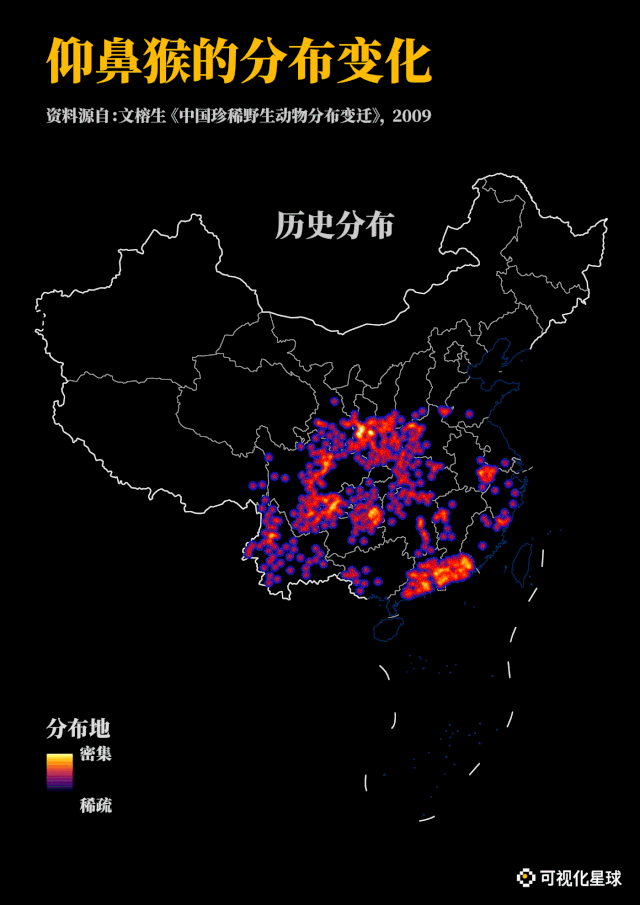 仰鼻猴的分布变化
资料源自：文榕生《中国珍稀野生动物分布变迁》，2009
历史分布
分布地
密集
稀疏
可视化星球